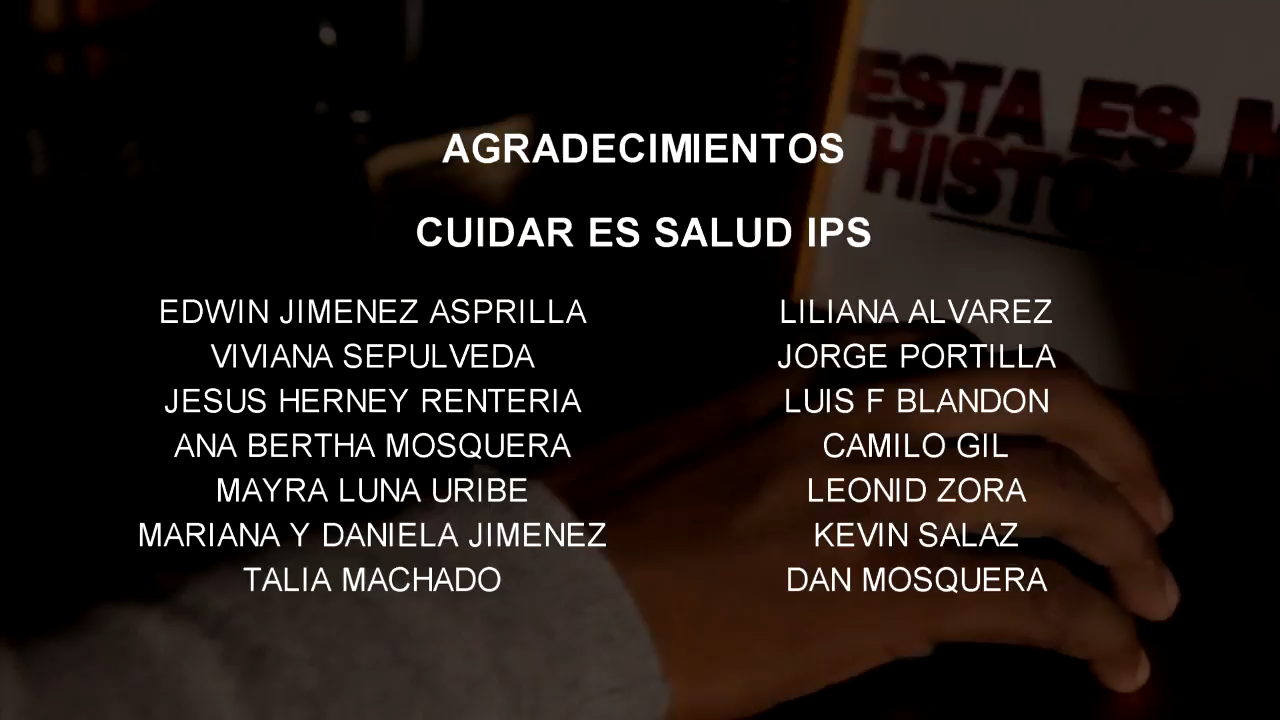 AGRADECIMIENTOS
CUIDAR ES SALUD IPS
EDWIN JIMENEZ ASPRILLA
VIVIANA SEPULVEDA
JESUS HERNEY RENTERIA
ANA BERTHA MOSQUERA
MAYRA LUNA URIBE
MARIANA Y DANIELA JIMENEZ
TALIA MACHADO
LILIANA ALVAREZ
JORGE PORTILLA
LUIS F BLANDON
CAMILO GIL
LEONID ZORA
KEVIN SALAZ
DAN MOSQUERA
ESTA ES